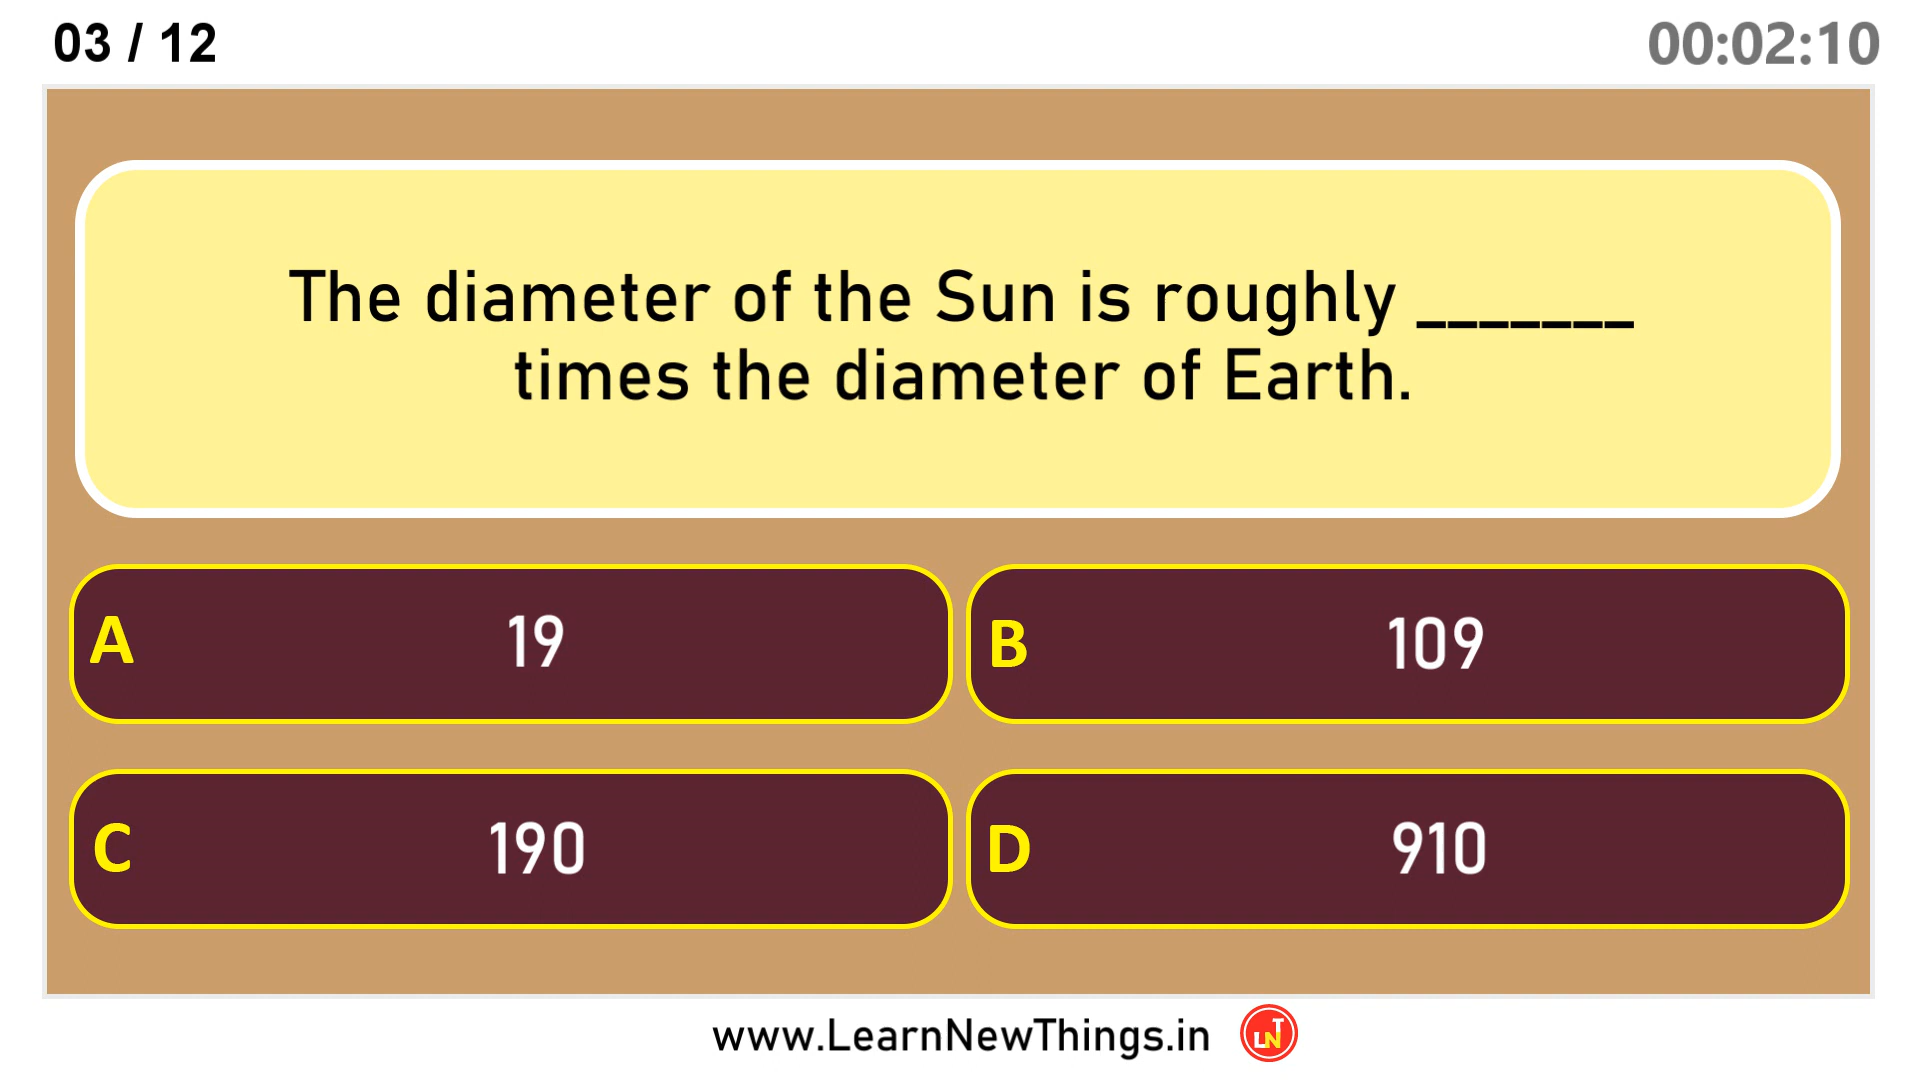 03 / 12
00:02:10
The diameter of the Sun is roughly _______
times the diameter of Earth.
A 19
B 109
C 190
D 910
www.LearnNewThings.in
LNT